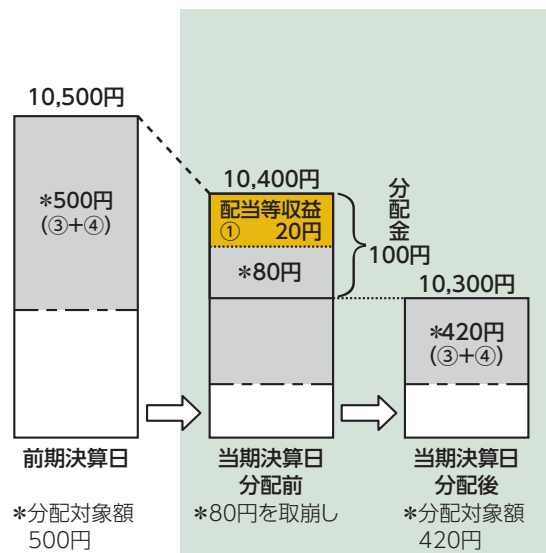 10,500円
*500円
(③+④)
前期決算日
*分配対象額
500円
10,400円
配当等収益
① 20円
*80円
分配金
100円
当期決算日
分配前
*80円を取崩し
10,300円
*420円
(③+④)
当期決算日
分配後
*分配対象額
420円